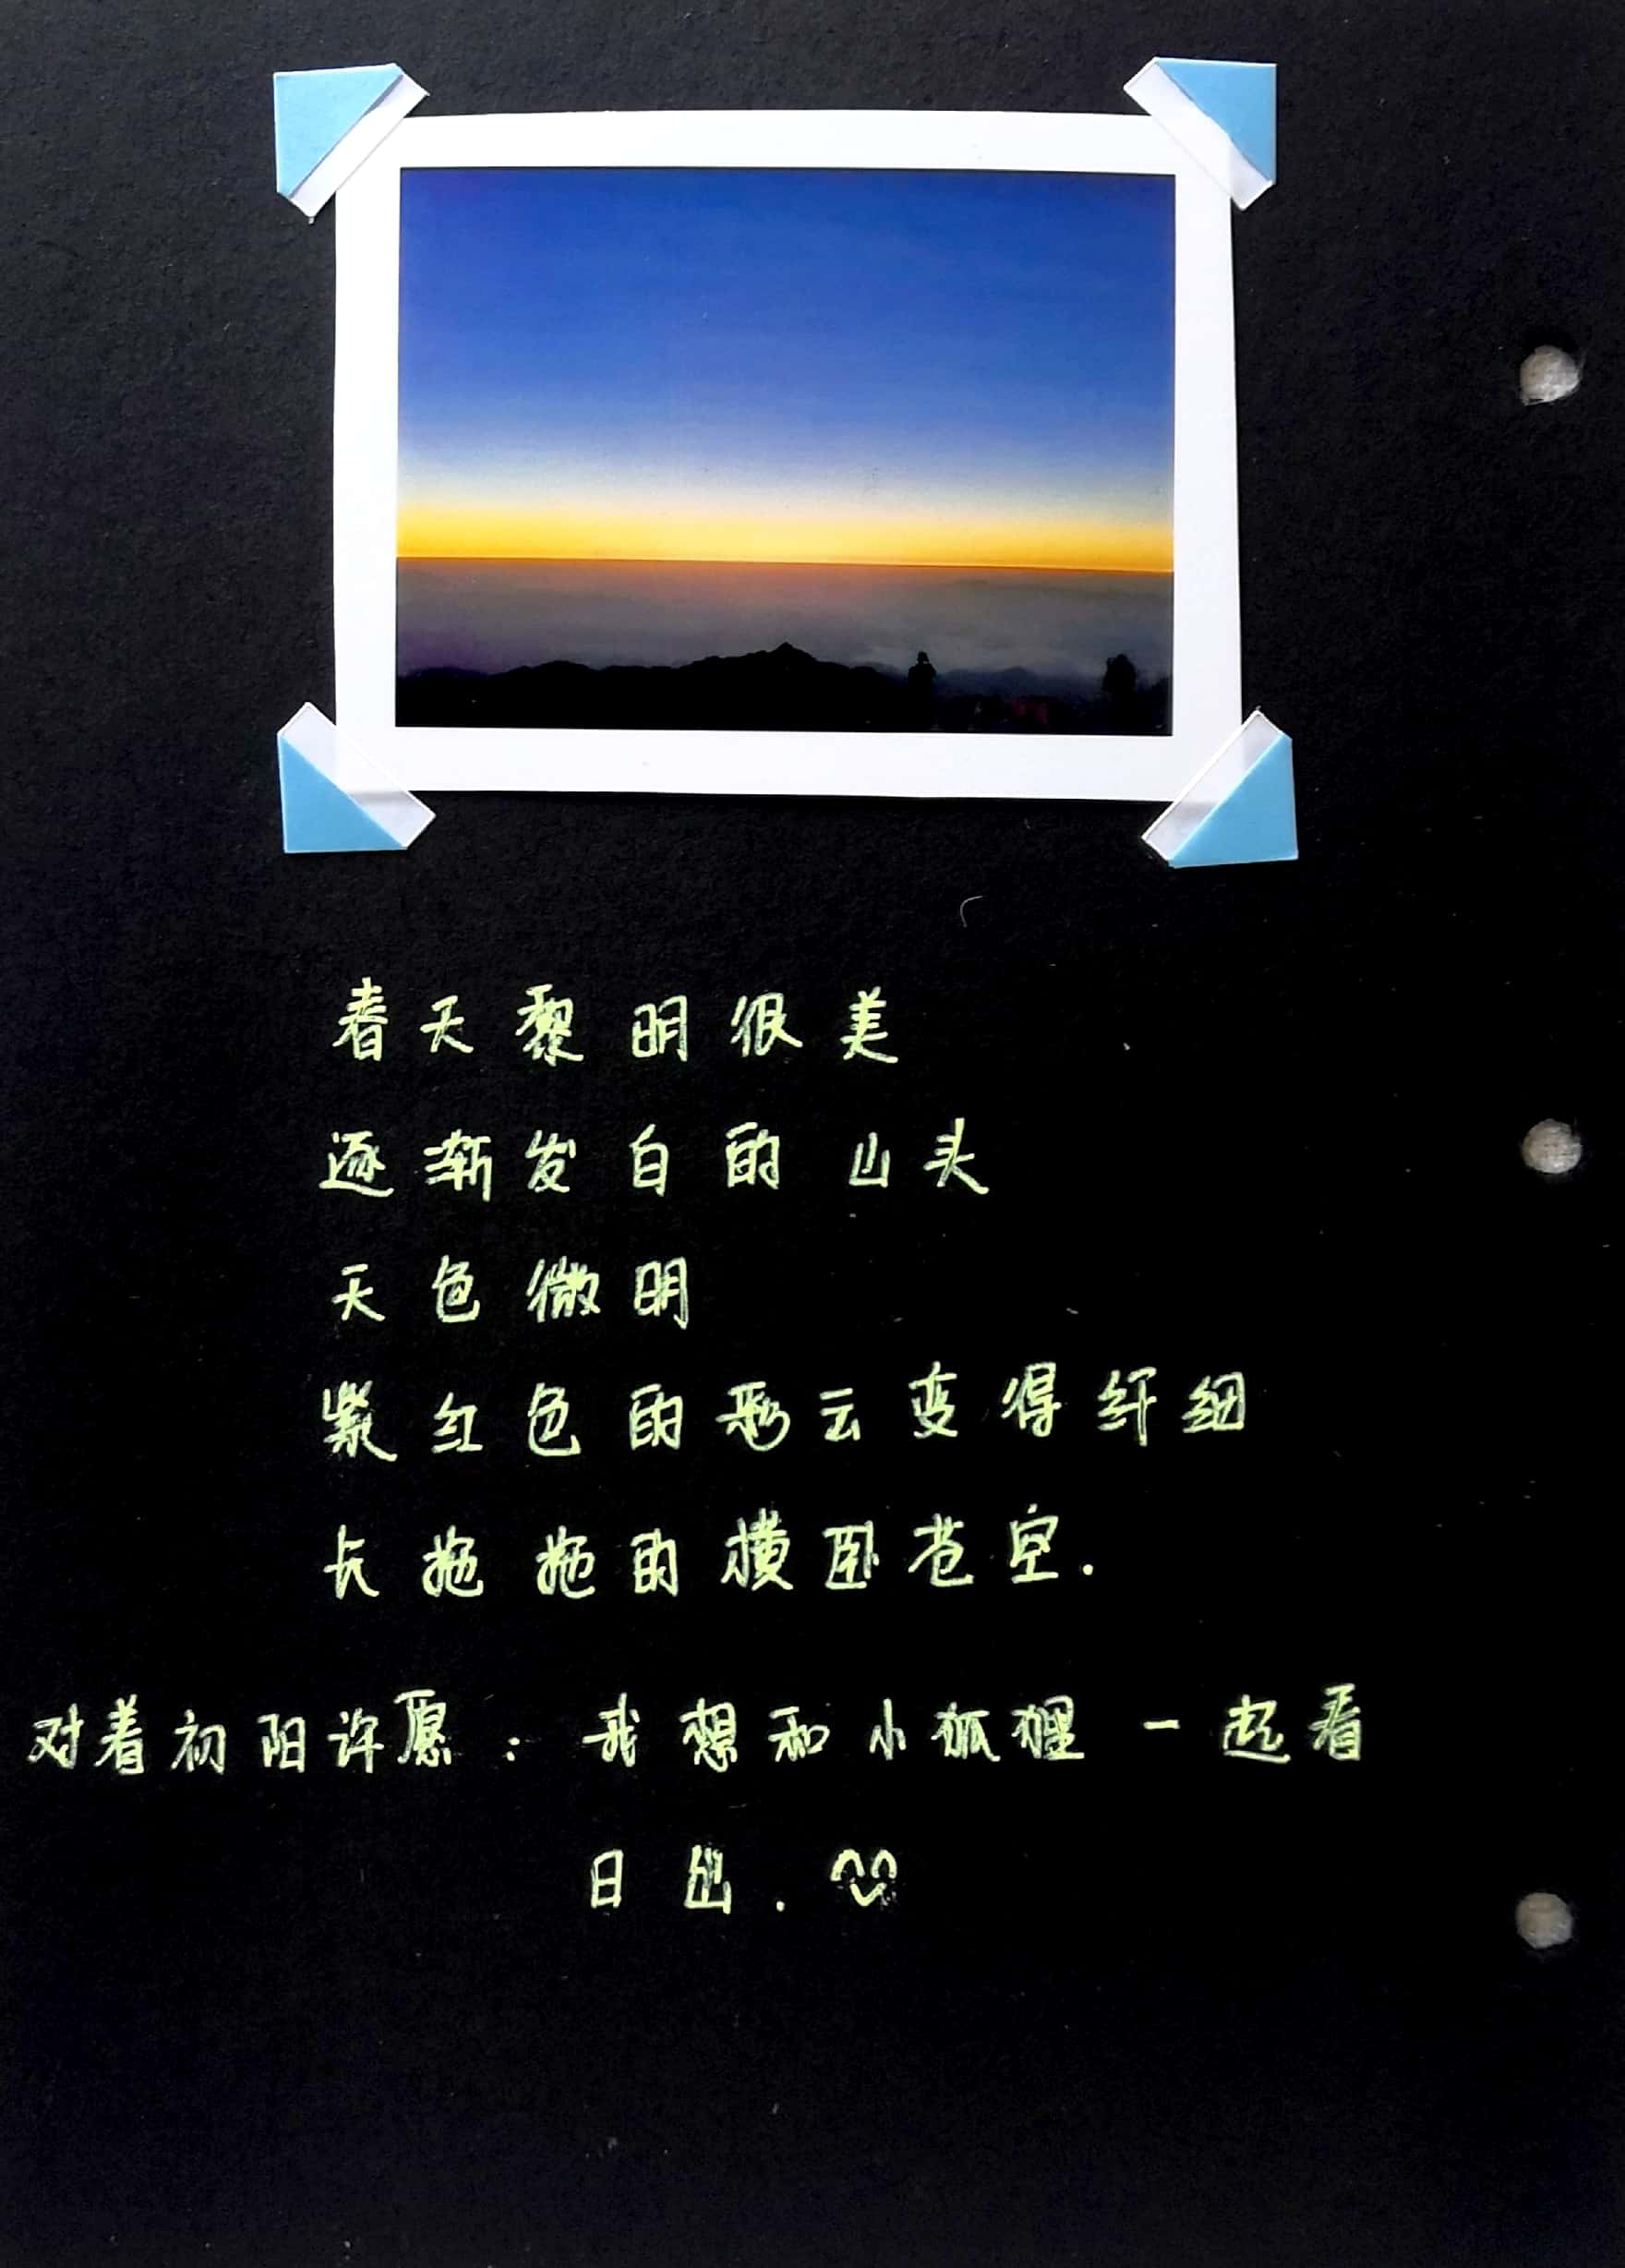 春天黎明很美
逐渐发白的山头
天色微明
紫红色的彩云变得纤细
长拖拖的横卧苍空.
对着初阳许愿：我想和小狐狸一起看
日出.